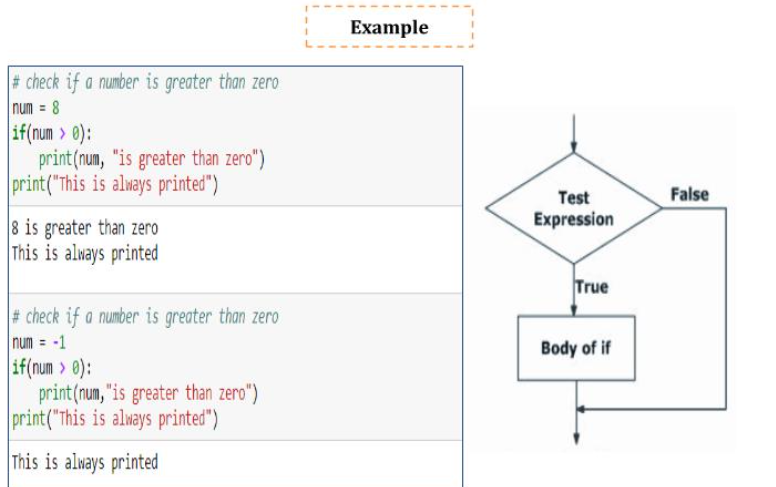 Example
# check if a number is greater than zero
num = 8
if(num > 0):
    print(num, "is greater than zero")
print("This is always printed")
8 is greater than zero
This is always printed
# check if a number is greater than zero
num = -1
if(num > 0):
    print(num,"is greater than zero")
print("This is always printed")
This is always printed
Test
Expression
False
True
Body of if